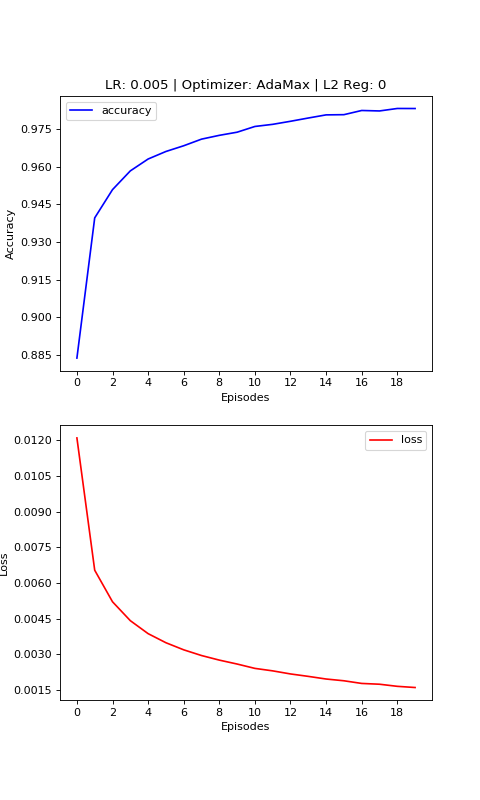 LR: 0.005 | Optimizer: AdaMax | L2 Reg: 0
accuracy
Accuracy
0.975
0.960
0.945
0.930
0.915
0.900
0.885
0 2 4 6 8 10 12 14 16 18
Episodes
loss
Loss
0.0120
0.0105
0.0090
0.0075
0.0060
0.0045
0.0030
0.0015
0 2 4 6 8 10 12 14 16 18
Episodes